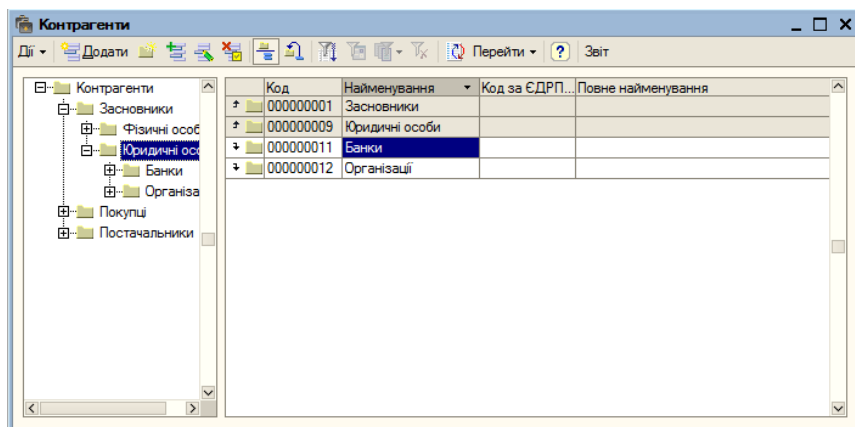 Контрагенти
Дії Додати Перейти ? Звіт
Контрагенти
Засновники
Фізичні особ
Юридичні осо
Банки
Організа
Покупці
Постачальники
Код Найменування Код за ЄДРП... Повне найменування
000000001 Засновники
000000009 Юридичні особи
000000011 Банки
000000012 Організації